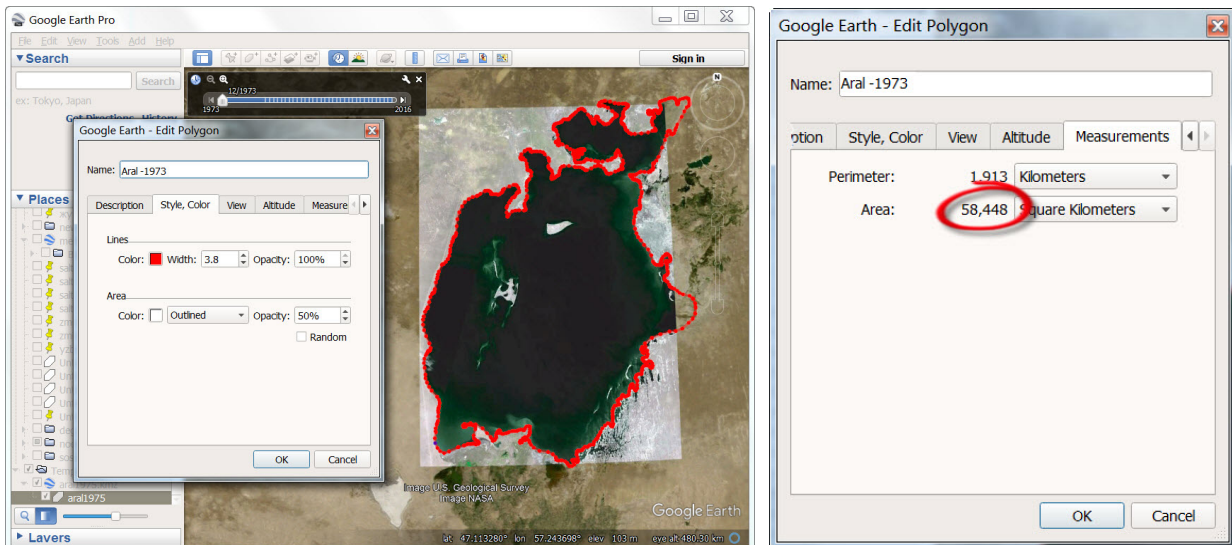 Google Earth Pro
File Edit View Tools Add Help
Search
Sign in
Search
ex: Tokyo, Japan
Get Directions History
12/1973
1973 2016
N
Google Earth - Edit Polygon
Name: Aral -1973
Description Style, Color View Altitude Measure
Lines
Color: Width: 3.8 Opacity: 100%
Area
Color: Outlined Opacity: 50%
Random
OK Cancel
Places
aral1975
Layers
Image U.S. Geological Survey
Image NASA
Google Earth
lat 47.113280° lon 57.243698° elev 103 m eye alt 480.30 km
Google Earth - Edit Polygon
Name: Aral -1973
ption Style, Color View Altitude Measurements
Perimeter: 1,913 Kilometers
Area: 58,448 Square Kilometers
OK Cancel